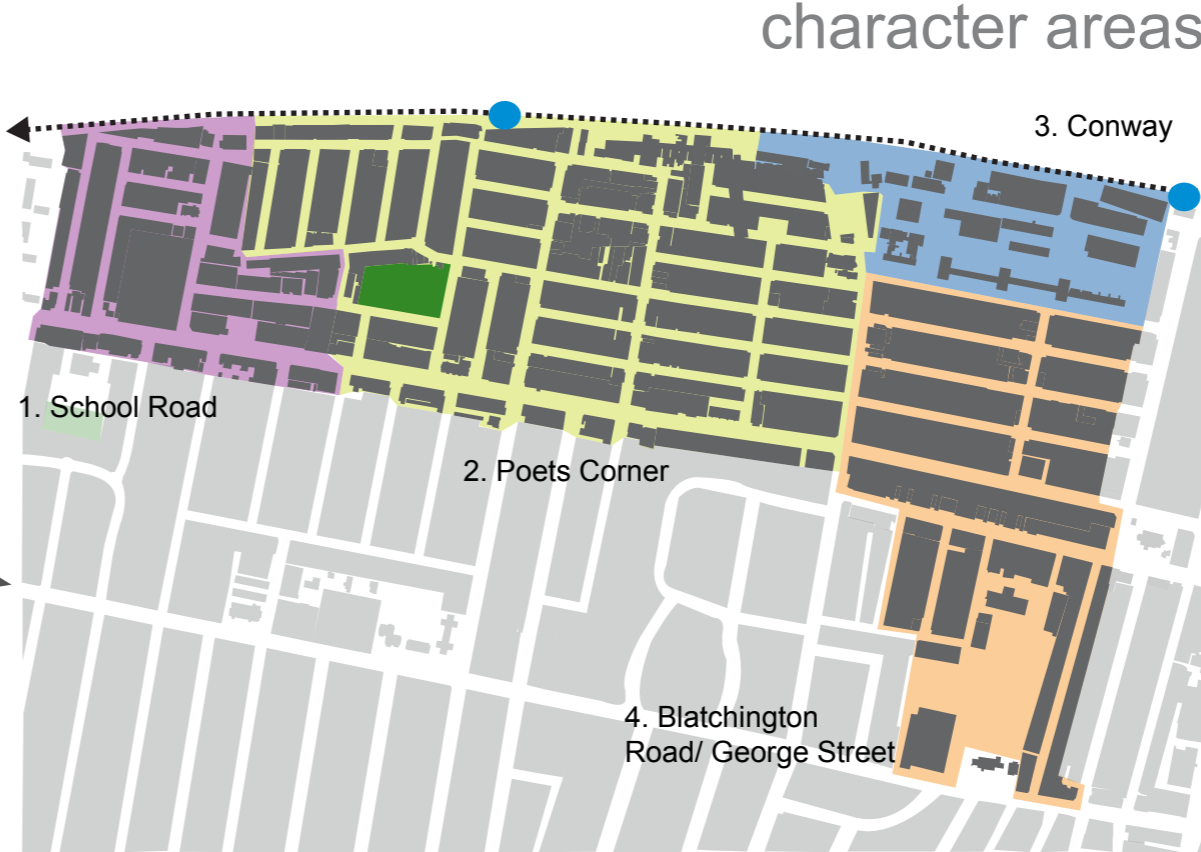 character areas
3. Conway
1. School Road
2. Poets Corner
4. Blatchington
Road/ George Street